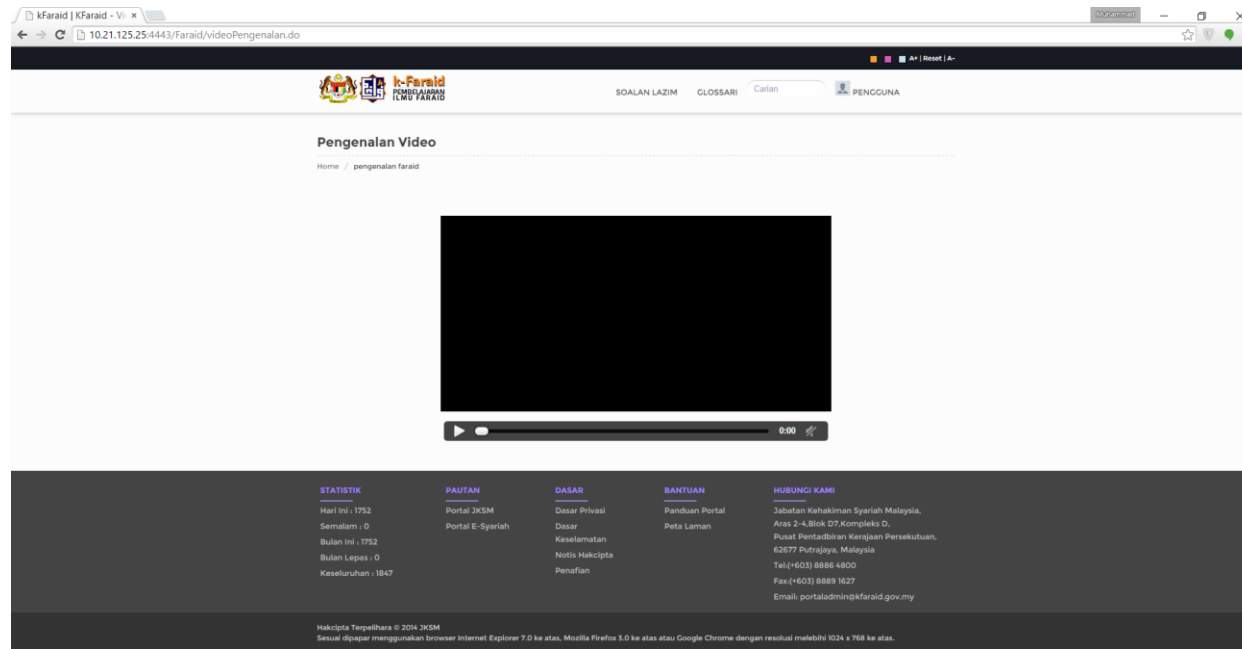 kFaraid | KFaraid - Vi
Muhammad
10.21.125.25:4443/Faraid/videoPengenalan.do
A+ | Reset | A-
k-Faraid
PEMBELAJARAN
ILMU FARAID
SOALAN LAZIM GLOSSARI Carian PENGGUNA
Pengenalan Video
Home / pengenalan faraid
0:00
STATISTIK
Hari Ini : 1752
Semalam : 0
Bulan Ini : 1752
Bulan Lepas : 0
Keseluruhan : 1847
PAUTAN
Portal JKSM
Portal E-Syariah
DASAR
Dasar Privasi
Dasar
Keselamatan
Notis Hakcipta
Penafian
BANTUAN
Panduan Portal
Peta Laman
HUBUNGI KAMI
Jabatan Kehakiman Syariah Malaysia,
Aras 2-4,Blok D7,Kompleks D,
Pusat Pentadbiran Kerajaan Persekutuan,
62677 Putrajaya, Malaysia
Tel:(+603) 8886 4800
Fax:(+603) 8889 1627
Email: portaladmin@kfaraid.gov.my
Hakcipta Terpelihara © 2014 JKSM
Sesuai dipapar menggunakan browser Internet Explorer 7.0 ke atas, Mozilla Firefox 3.0 ke atas atau Google Chrome dengan resolusi melebihi 1024 x 768 ke atas.